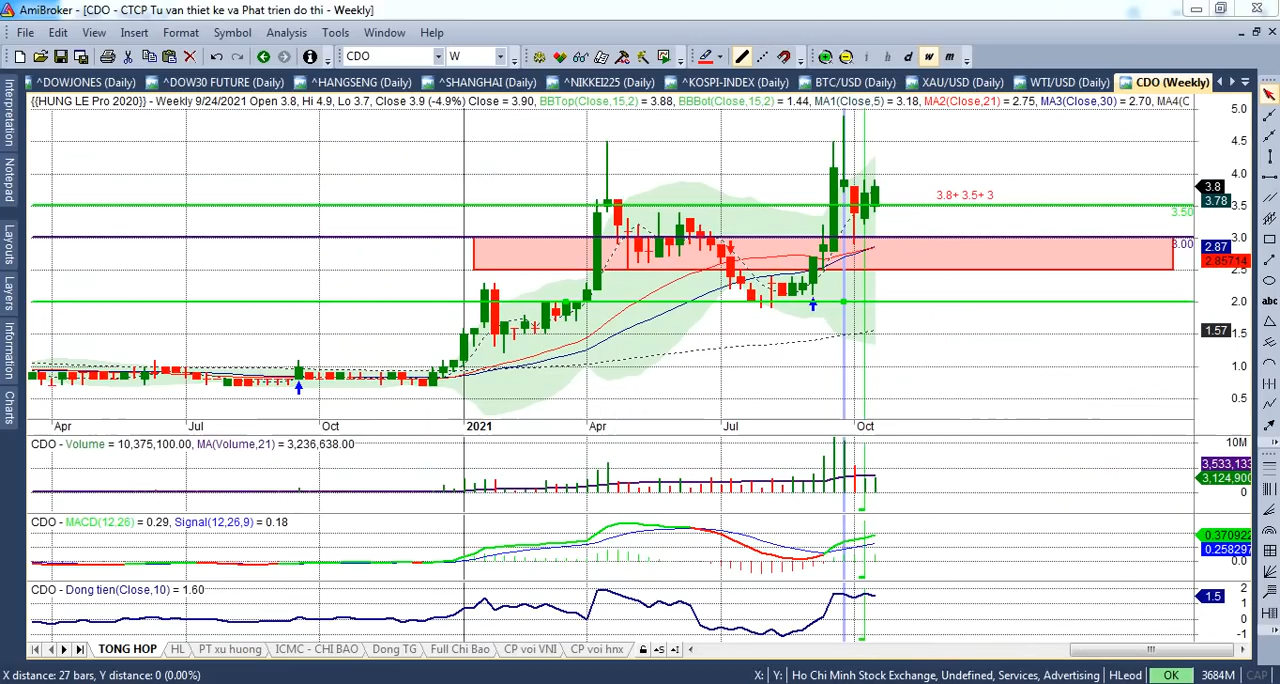 AmiBroker - [CDO - CTCP Tu van thiet ke va Phat trien do thi - Weekly]
File Edit View Insert Format Symbol Analysis Tools Window Help
CDO W h d w m
^DOWJONES (Daily) ^DOW30 FUTURE (Daily) ^HANGSENG (Daily) ^SHANGHAI (Daily) ^NIKKEI225 (Daily) ^KOSPI-INDEX (Daily) BTC/USD (Daily) XAU/USD (Daily) WTI/USD (Daily) CDO (Weekly)
{{HUNG LE Pro 2020}} - Weekly 9/24/2021 Open 3.8, Hi 4.9, Lo 3.7, Close 3.9 (-4.9%) Close = 3.90, BBTop(Close,15,2) = 3.88, BBBot(Close,15,2) = 1.44, MA1(Close,5) = 3.18, MA2(Close,21) = 2.75, MA3(Close,30) = 2.70, MA4(C
Interpretation
Notepad
Layouts
Layers
Information
Charts
abc
5.0
4.5
4.0
3.8
3.78
3.8+ 3.5+ 3
3.5
3.50
3.0
3.00
2.87
2.85714
2.5
2.0
1.57
1.5
1.0
0.5
Apr Jul Oct 2021 Apr Jul Oct
CDO - Volume = 10,375,100.00, MA(Volume,21) = 3,236,638.00
10M
3,533,133
3,124,900
0
CDO - MACD(12,26) = 0.29, Signal(12,26,9) = 0.18
0.370922
0.258297
0.0
CDO - Dong tien(Close,10) = 1.60
2
1.5
1
0
-1
TONG HOP HL PT xu huong ICMC - CHI BAO Dong TG Full Chi Bao CP voi VNI CP voi hnx
X distance: 27 bars, Y distance: 0 (0.00%) X: Y: Ho Chi Minh Stock Exchange, Undefined, Services, Advertising HLeod OK 3684M CAP